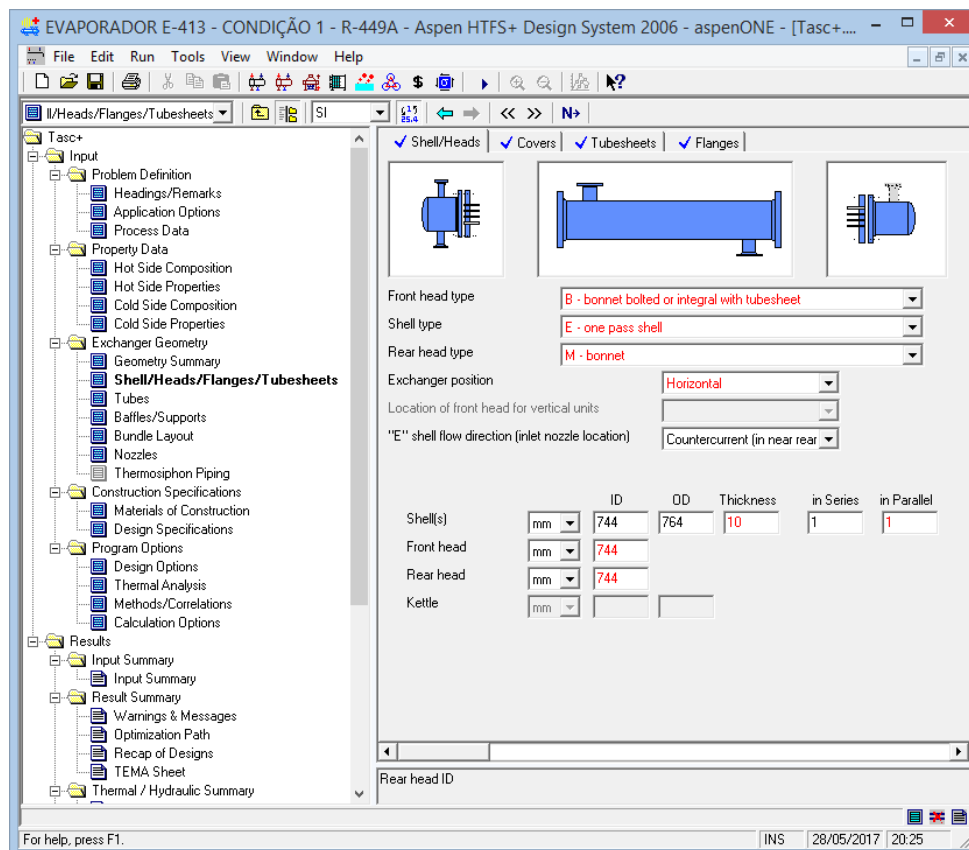 EVAPORADOR E-413 - CONDIÇÃO 1 - R-449A - Aspen HTFS+ Design System 2006 - aspenONE - [Tasc+....
File Edit Run Tools View Window Help
ll/Heads/Flanges/Tubesheets SI N→
Tasc+
Input
Problem Definition
Headings/Remarks
Application Options
Process Data
Property Data
Hot Side Composition
Hot Side Properties
Cold Side Composition
Cold Side Properties
Exchanger Geometry
Geometry Summary
Shell/Heads/Flanges/Tubesheets
Tubes
Baffles/Supports
Bundle Layout
Nozzles
Thermosiphon Piping
Construction Specifications
Materials of Construction
Design Specifications
Program Options
Design Options
Thermal Analysis
Methods/Correlations
Calculation Options
Results
Input Summary
Input Summary
Result Summary
Warnings & Messages
Optimization Path
Recap of Designs
TEMA Sheet
Thermal / Hydraulic Summary
Shell/Heads Covers Tubesheets Flanges
Front head type B - bonnet bolted or integral with tubesheet
Shell type E - one pass shell
Rear head type M - bonnet
Exchanger position Horizontal
Location of front head for vertical units
"E" shell flow direction (inlet nozzle location) Countercurrent (in near rear
ID OD Thickness in Series in Parallel
Shell(s) mm 744 764 10 1 1
Front head mm 744
Rear head mm 744
Kettle mm
Rear head ID
For help, press F1. INS 28/05/2017 20:25